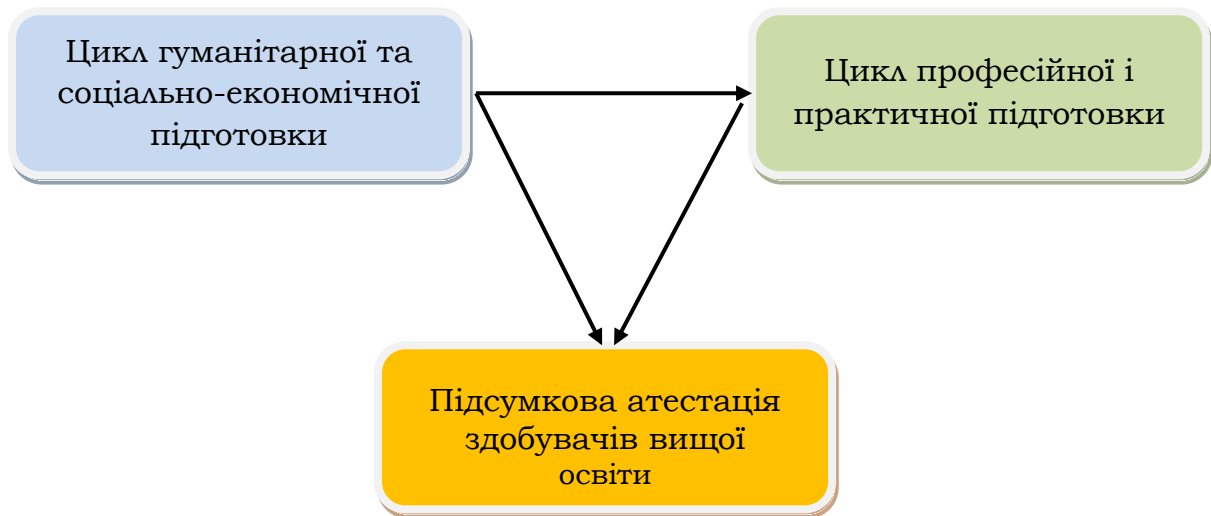 Цикл гуманітарної та
соціально-економічної
підготовки
Цикл професійної і
практичної підготовки
Підсумкова атестація
здобувачів вищої
освіти